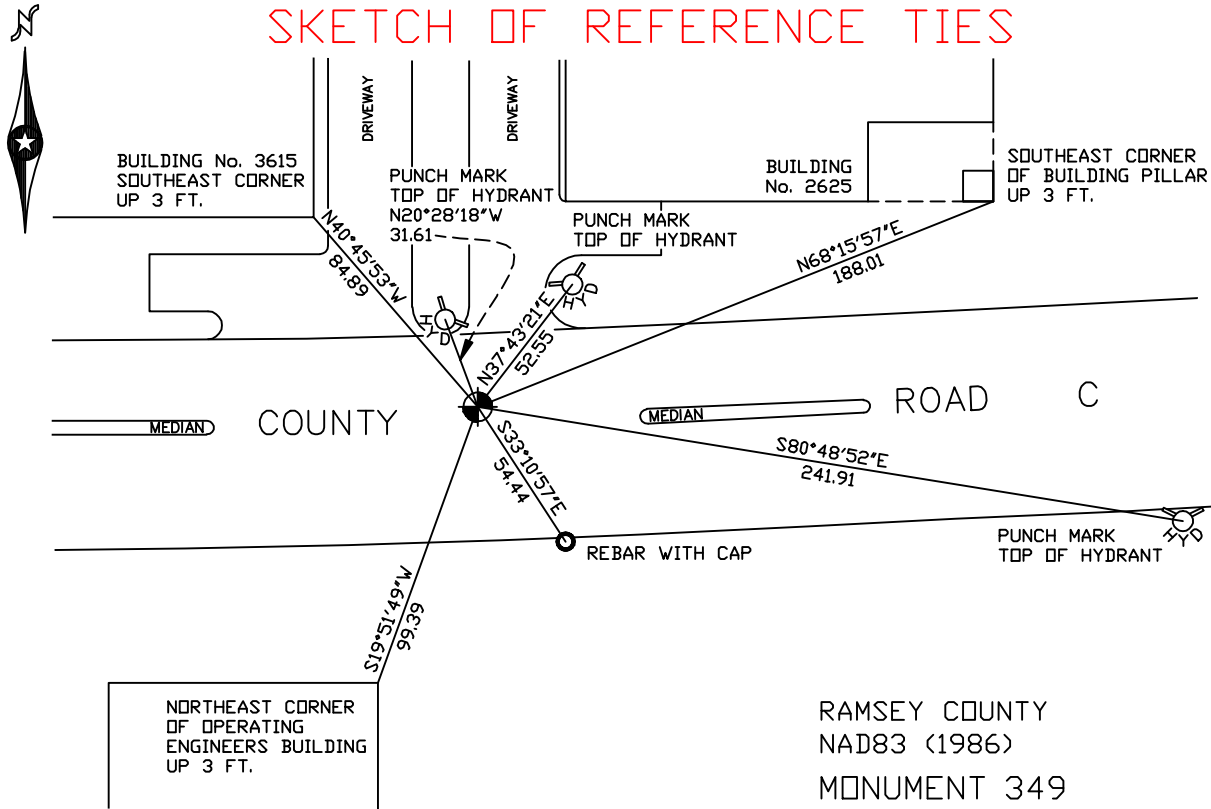 N
SKETCH OF REFERENCE TIES
DRIVEWAY
DRIVEWAY
BUILDING No. 3615
SOUTHEAST CORNER
UP 3 FT.
PUNCH MARK
TOP OF HYDRANT
N20°28'18"W
31.61
PUNCH MARK
TOP OF HYDRANT
BUILDING
No. 2625
SOUTHEAST CORNER
OF BUILDING PILLAR
UP 3 FT.
N40°45'53"W
84.89
HYD
HYD
N37°43'21"E
52.55
N68°15'57"E
188.01
MEDIAN
COUNTY
MEDIAN
ROAD C
S33°10'57"E
54.44
S80°48'52"E
241.91
REBAR WITH CAP
PUNCH MARK
TOP OF HYDRANT
HYD
S19°51'49"W
99.39
NORTHEAST CORNER
OF OPERATING
ENGINEERS BUILDING
UP 3 FT.
RAMSEY COUNTY
NAD83 (1986)
MONUMENT 349